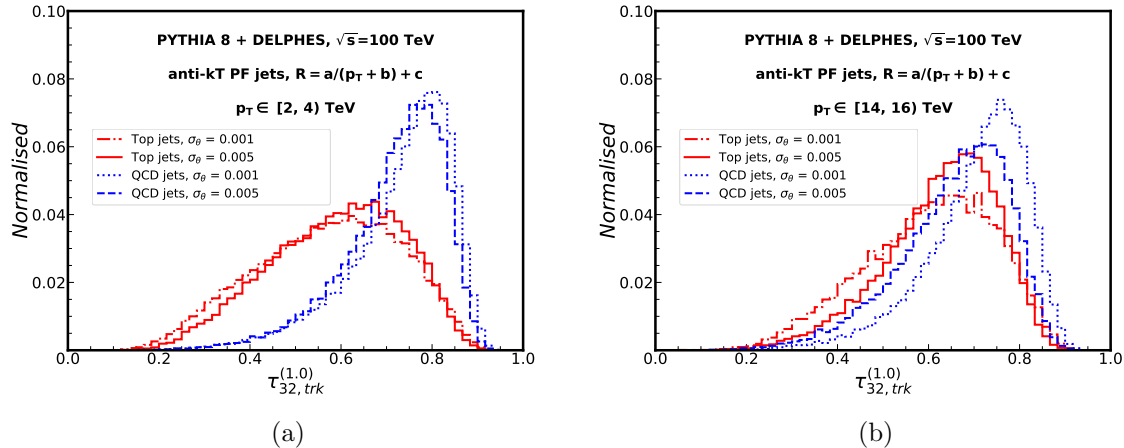 PYTHIA 8 + DELPHES, √s=100 TeV
anti-kT PF jets, R = a/(pT + b) + c
pT ∈ [2, 4) TeV
Top jets, σθ = 0.001
Top jets, σθ = 0.005
QCD jets, σθ = 0.001
QCD jets, σθ = 0.005
Normalised
0.10
0.08
0.06
0.04
0.02
0.00
0.0 0.2 0.4 0.6 0.8 1.0
τ32,trk(1.0)
(a)
PYTHIA 8 + DELPHES, √s=100 TeV
anti-kT PF jets, R = a/(pT + b) + c
pT ∈ [14, 16) TeV
Top jets, σθ = 0.001
Top jets, σθ = 0.005
QCD jets, σθ = 0.001
QCD jets, σθ = 0.005
Normalised
0.10
0.08
0.06
0.04
0.02
0.00
0.0 0.2 0.4 0.6 0.8 1.0
τ32,trk(1.0)
(b)